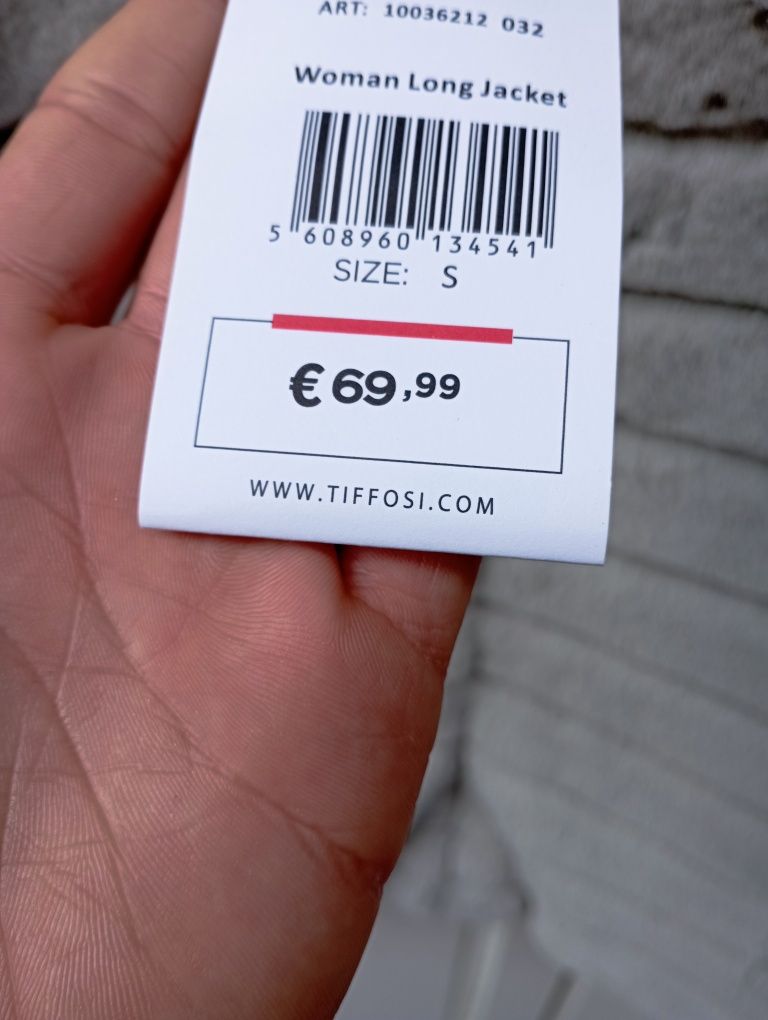 ART: 10036212 032
Woman Long Jacket
5 608960 134541
SIZE: S
€ 69,99
WWW.TIFFOSI.COM